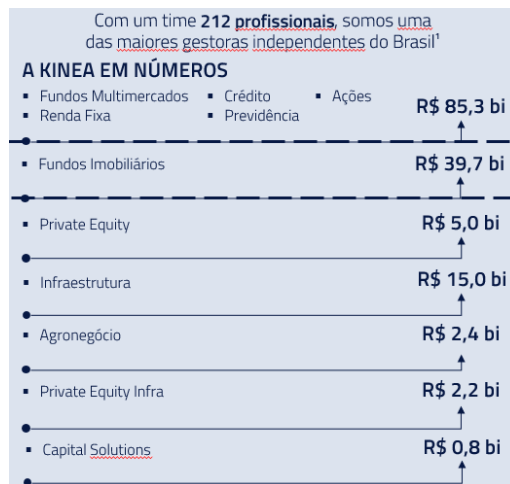 Com um time 212 profissionais, somos uma
das maiores gestoras independentes do Brasil¹
A KINEA EM NÚMEROS
▪ Fundos Multimercados ▪ Crédito ▪ Ações
▪ Renda Fixa ▪ Previdência
R$ 85,3 bi
▪ Fundos Imobiliários R$ 39,7 bi
▪ Private Equity R$ 5,0 bi
▪ Infraestrutura R$ 15,0 bi
▪ Agronegócio R$ 2,4 bi
▪ Private Equity Infra R$ 2,2 bi
▪ Capital Solutions R$ 0,8 bi